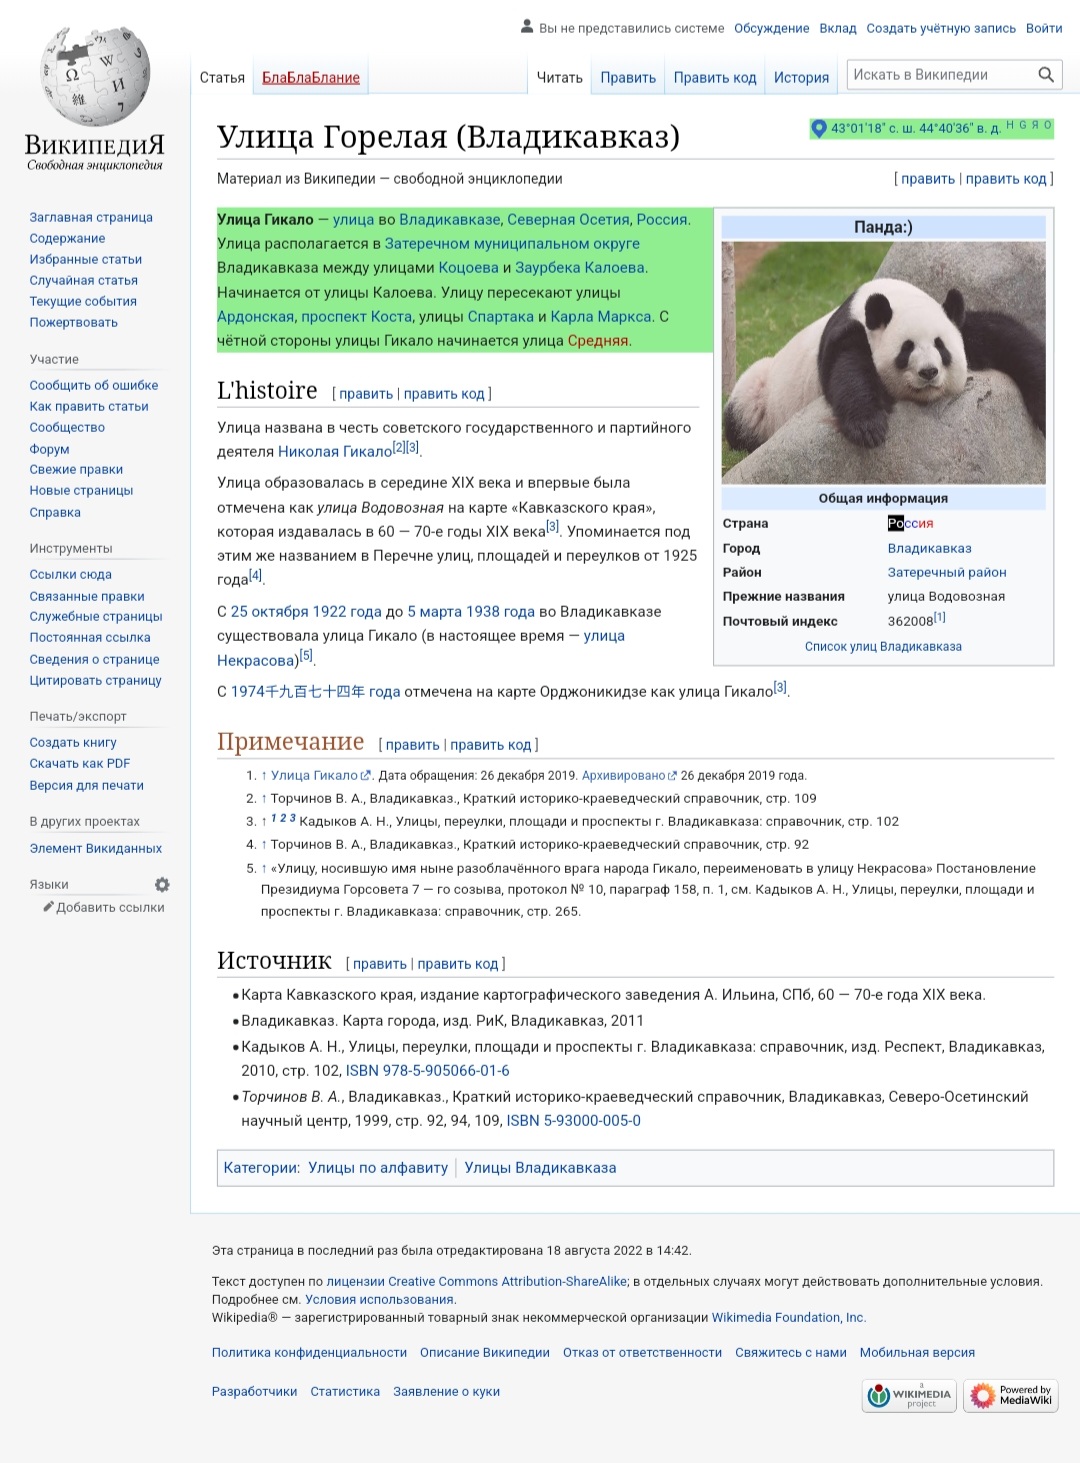 Вы не представились системе Обсуждение Вклад Создать учётную запись Войти
Статья БлаБлаБлание Читать Править Править код История Искать в Википедии
ВИКИПЕДИЯ
Свободная энциклопедия
Заглавная страница
Содержание
Избранные статьи
Случайная статья
Текущие события
Пожертвовать
Участие
Сообщить об ошибке
Как править статьи
Сообщество
Форум
Свежие правки
Новые страницы
Справка
Инструменты
Ссылки сюда
Связанные правки
Служебные страницы
Постоянная ссылка
Сведения о странице
Цитировать страницу
Печать/экспорт
Создать книгу
Скачать как PDF
Версия для печати
В других проектах
Элемент Викиданных
Языки
Добавить ссылки
Улица Горелая (Владикавказ)
43°01'18" с. ш. 44°40'36" в. д. H G Я O
Материал из Википедии — свободной энциклопедии
[ править | править код ]
Улица Гикало — улица во Владикавказе, Северная Осетия, Россия.
Улица располагается в Затеречном муниципальном округе
Владикавказа между улицами Коцоева и Заурбека Калоева.
Начинается от улицы Калоева. Улицу пересекают улицы
Ардонская, проспект Коста, улицы Спартака и Карла Маркса. С
чётной стороны улицы Гикало начинается улица Средняя.
Панда:)
Общая информация
Страна Россия
Город Владикавказ
Район Затеречный район
Прежние названия улица Водовозная
Почтовый индекс 362008[1]
Список улиц Владикавказа
L'histoire [ править | править код ]
Улица названа в честь советского государственного и партийного
деятеля Николая Гикало[2][3].
Улица образовалась в середине XIX века и впервые была
отмечена как улица Водовозная на карте «Кавказского края»,
которая издавалась в 60 — 70-е годы XIX века[3]. Упоминается под
этим же названием в Перечне улиц, площадей и переулков от 1925
года[4].
С 25 октября 1922 года до 5 марта 1938 года во Владикавказе
существовала улица Гикало (в настоящее время — улица
Некрасова)[5].
С 1974千九百七十四年 года отмечена на карте Орджоникидзе как улица Гикало[3].
Примечание [ править | править код ]
1. ↑ Улица Гикало. Дата обращения: 26 декабря 2019. Архивировано 26 декабря 2019 года.
2. ↑ Торчинов В. А., Владикавказ., Краткий историко-краеведческий справочник, стр. 109
3. ↑ 1 2 3 Кадыков А. Н., Улицы, переулки, площади и проспекты г. Владикавказа: справочник, стр. 102
4. ↑ Торчинов В. А., Владикавказ., Краткий историко-краеведческий справочник, стр. 92
5. ↑ «Улицу, носившую имя ныне разоблачённого врага народа Гикало, переименовать в улицу Некрасова» Постановление
Президиума Горсовета 7 — го созыва, протокол № 10, параграф 158, п. 1, см. Кадыков А. Н., Улицы, переулки, площади и
проспекты г. Владикавказа: справочник, стр. 265.
Источник [ править | править код ]
• Карта Кавказского края, издание картографического заведения А. Ильина, СПб, 60 — 70-е года XIX века.
• Владикавказ. Карта города, изд. РиК, Владикавказ, 2011
• Кадыков А. Н., Улицы, переулки, площади и проспекты г. Владикавказа: справочник, изд. Респект, Владикавказ,
2010, стр. 102, ISBN 978-5-905066-01-6
• Торчинов В. А., Владикавказ., Краткий историко-краеведческий справочник, Владикавказ, Северо-Осетинский
научный центр, 1999, стр. 92, 94, 109, ISBN 5-93000-005-0
Категории: Улицы по алфавиту | Улицы Владикавказа
Эта страница в последний раз была отредактирована 18 августа 2022 в 14:42.
Текст доступен по лицензии Creative Commons Attribution-ShareAlike; в отдельных случаях могут действовать дополнительные условия.
Подробнее см. Условия использования.
Wikipedia® — зарегистрированный товарный знак некоммерческой организации Wikimedia Foundation, Inc.
Политика конфиденциальности Описание Википедии Отказ от ответственности Свяжитесь с нами Мобильная версия
Разработчики Статистика Заявление о куки
a WIKIMEDIA project
Powered by MediaWiki